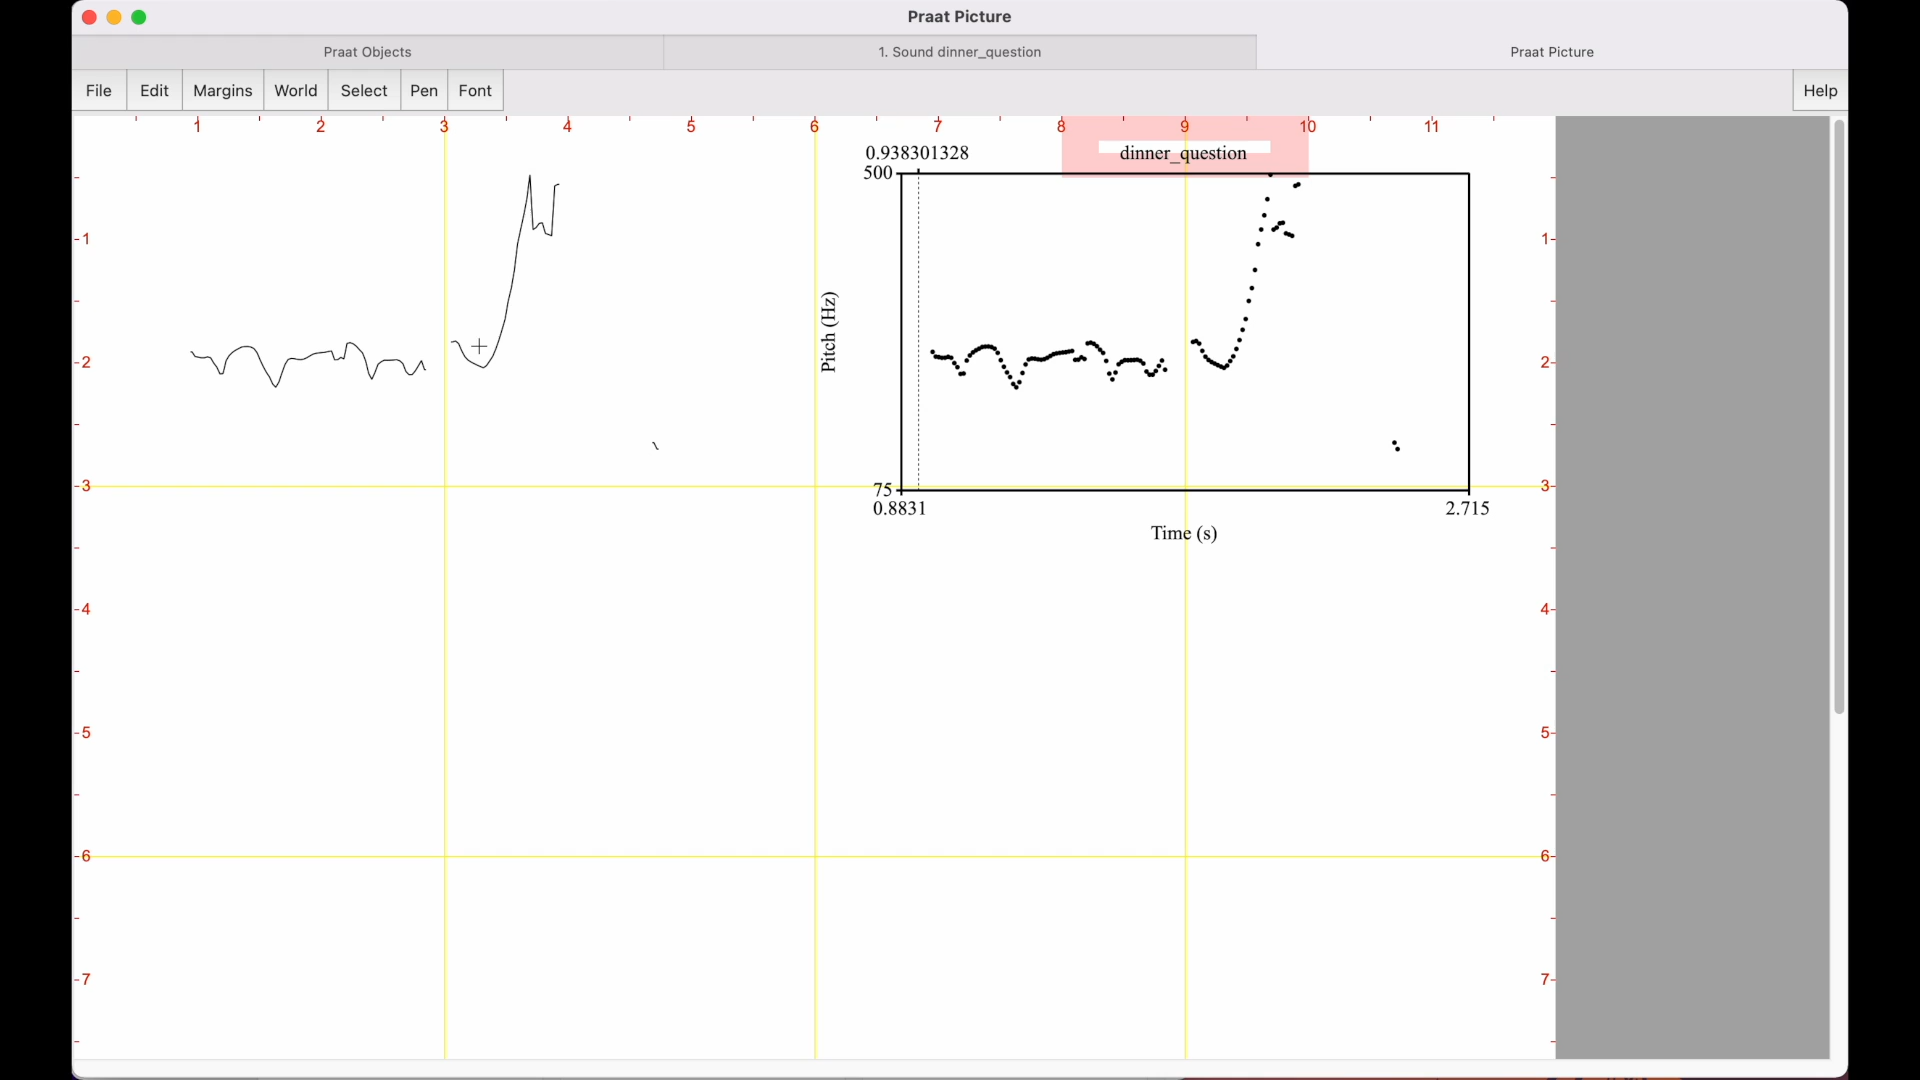 Praat Picture
Praat Objects
1. Sound dinner_question
Praat Picture
File Edit Margins World Select Pen Font Help
1 2 3 4 5 6 7 8 9 10 11
0.938301328 dinner_question
500
1 1
Pitch (Hz)
2 2
3 75 3
0.8831 2.715
Time (s)
4 4
5 5
6 6
7 7